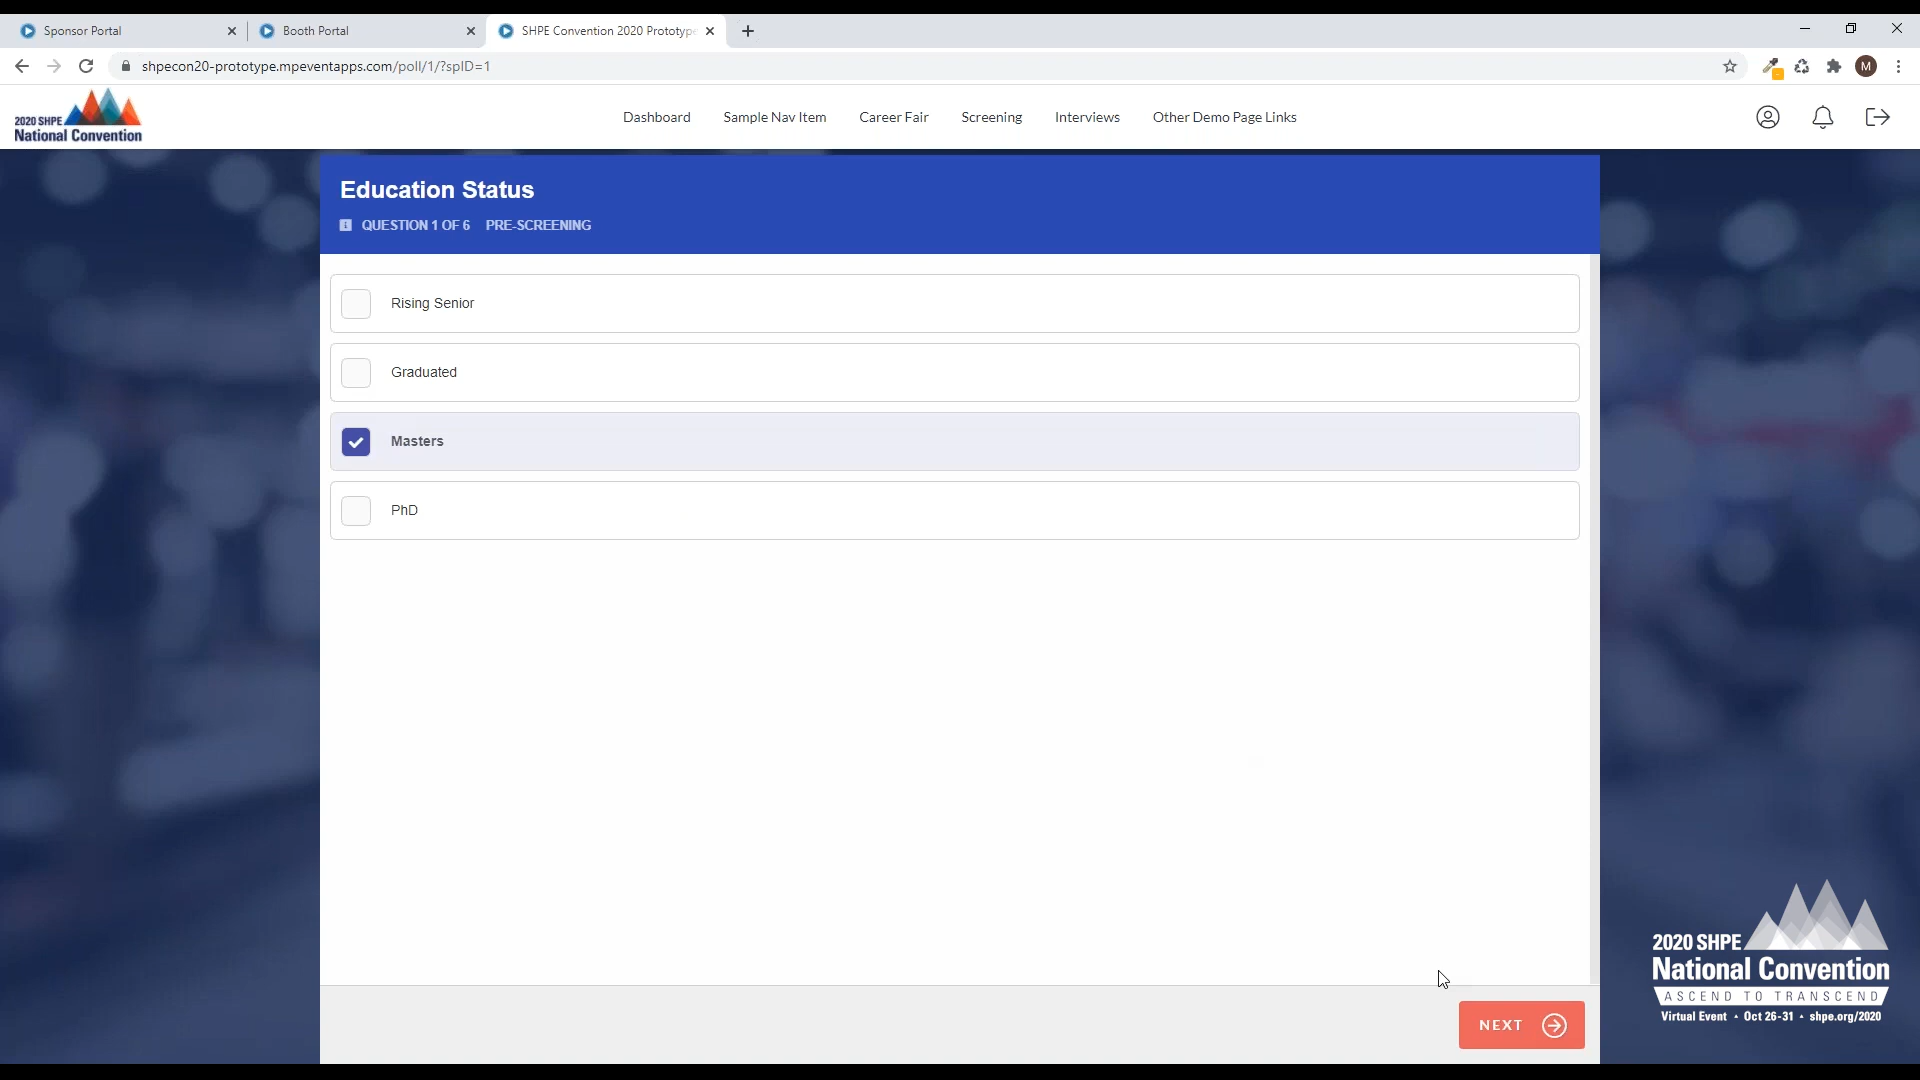 Sponsor Portal
Booth Portal
SHPE Convention 2020 Prototype
shpecon20-prototype.mpeventapps.com/poll/1/?spID=1
M
2020 SHPE
National Convention
Dashboard
Sample Nav Item
Career Fair
Screening
Interviews
Other Demo Page Links
Education Status
QUESTION 1 OF 6 PRE-SCREENING
Rising Senior
Graduated
Masters
PhD
NEXT
2020 SHPE
National Convention
ASCEND TO TRANSCEND
Virtual Event • Oct 26-31 • shpe.org/2020